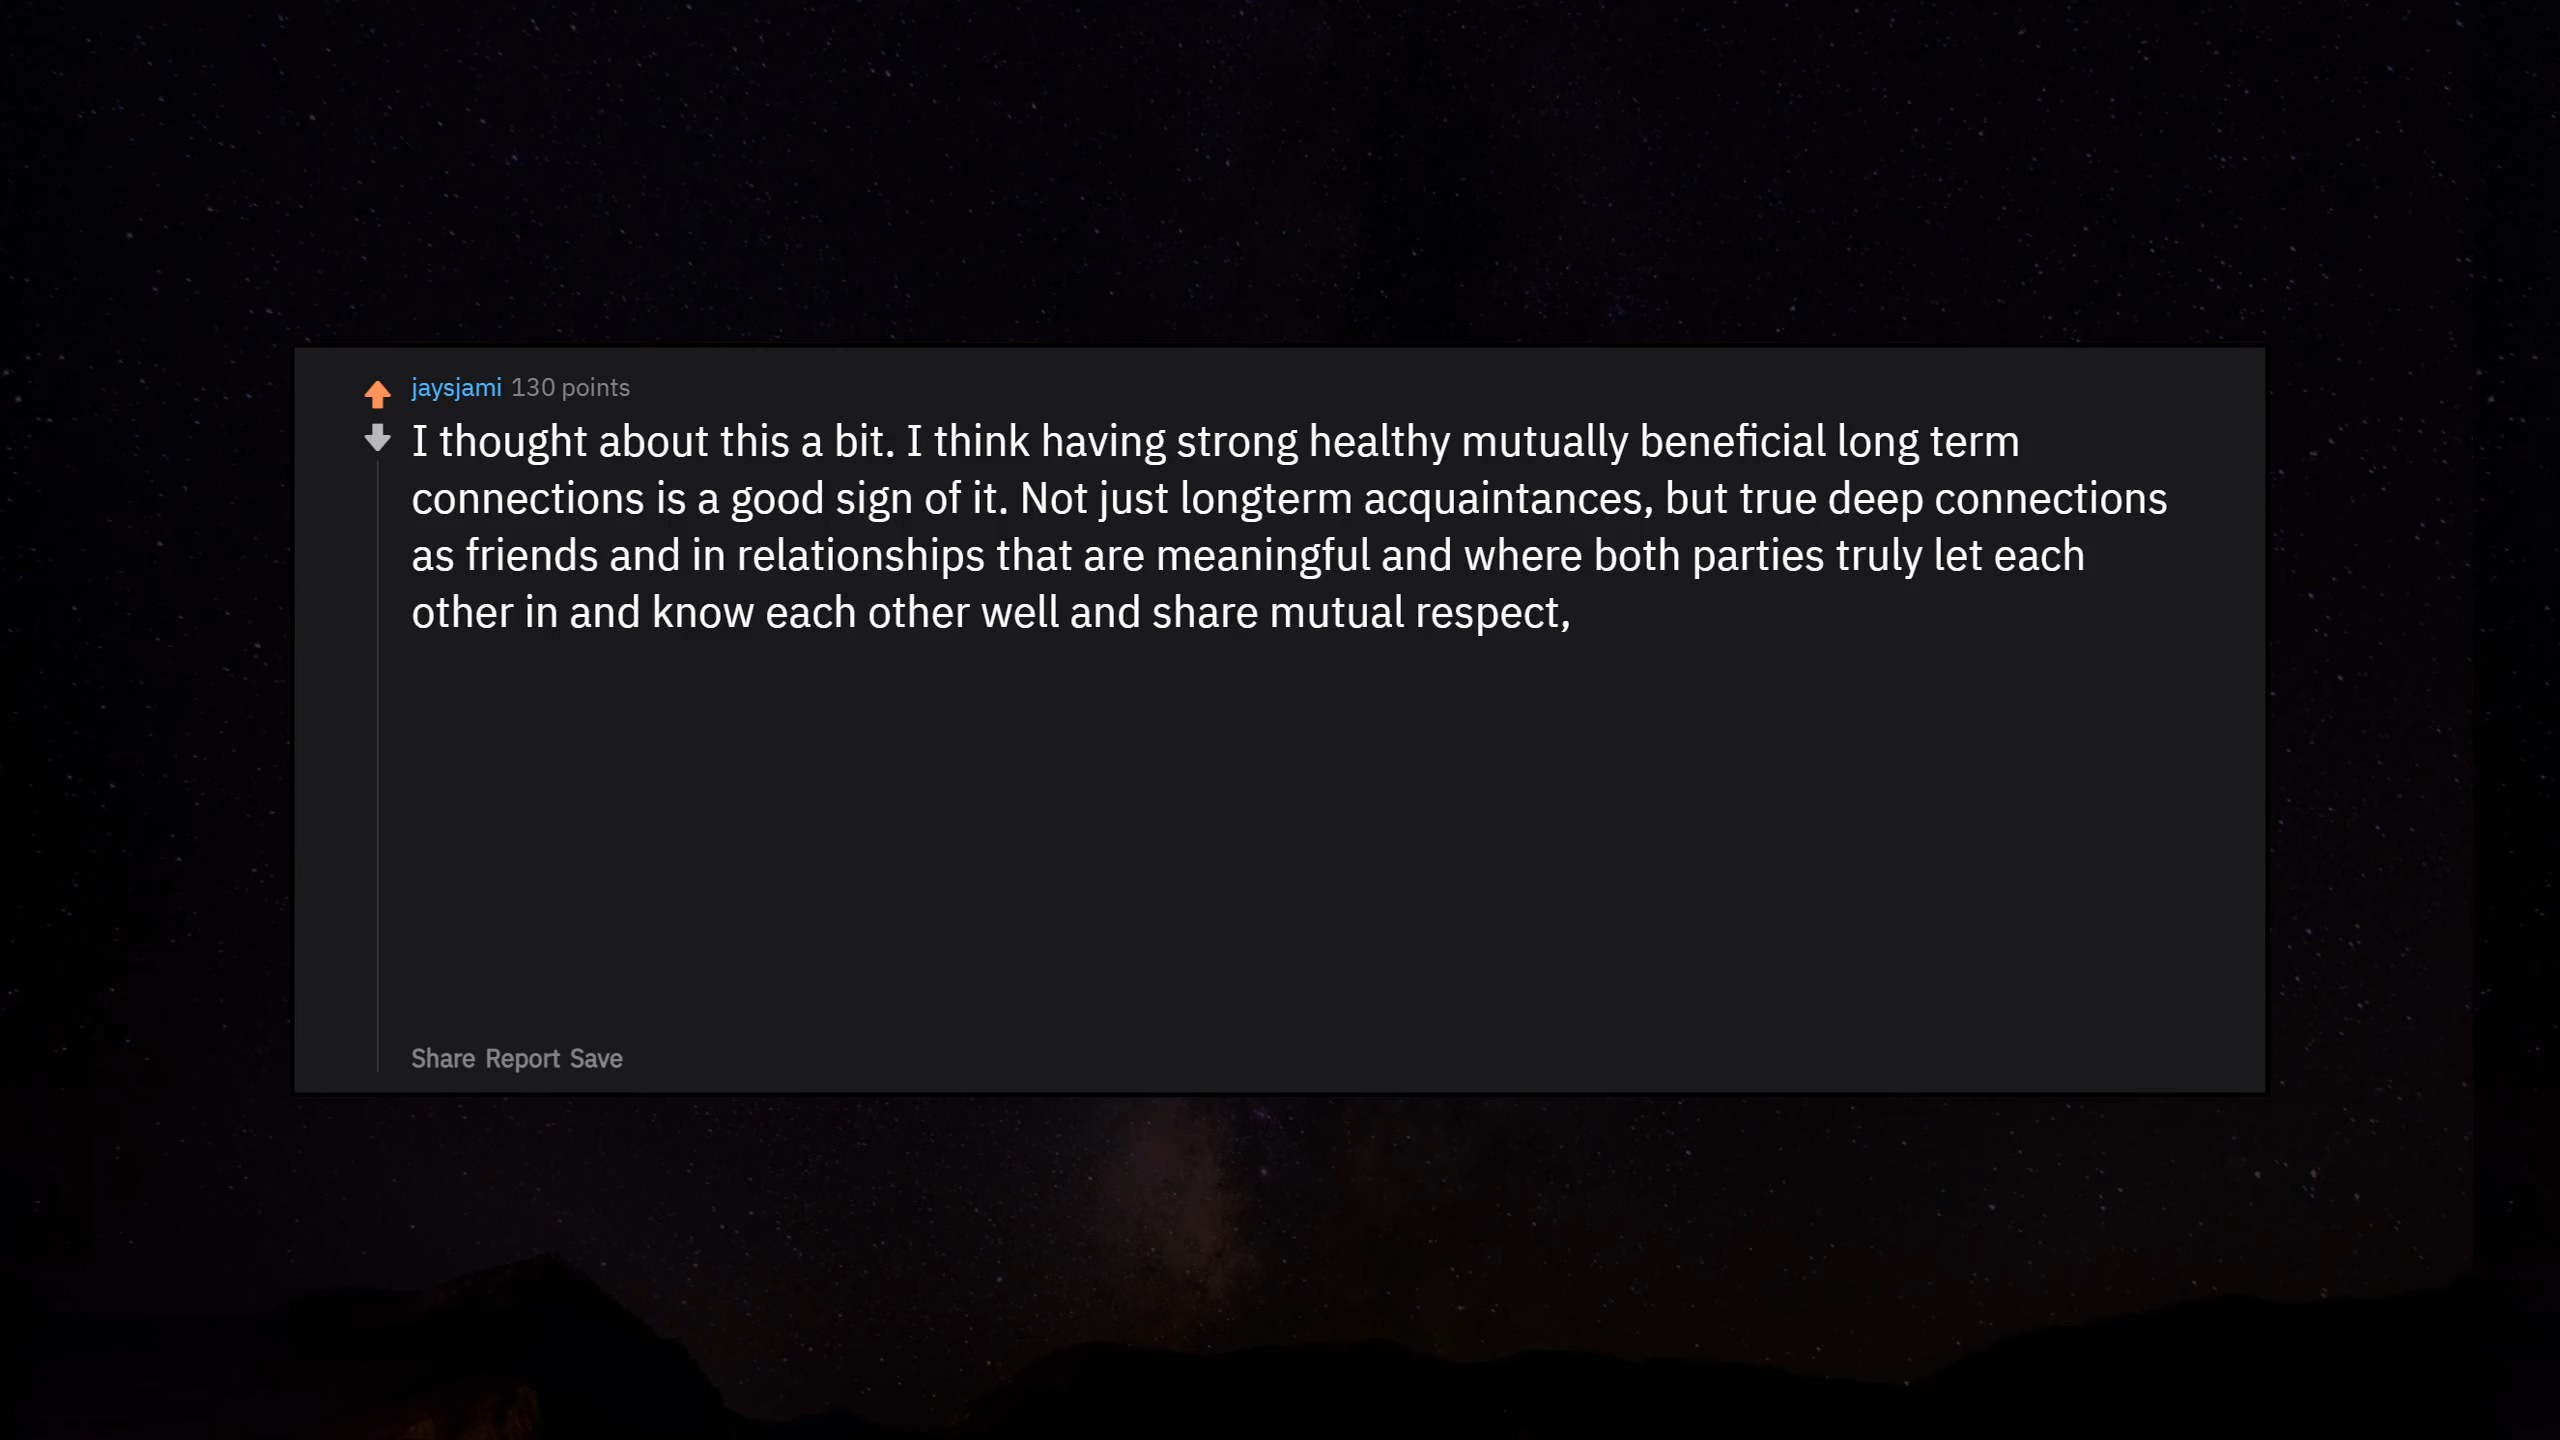 jaysjami 130 points
I thought about this a bit. I think having strong healthy mutually beneficial long term
connections is a good sign of it. Not just longterm acquaintances, but true deep connections
as friends and in relationships that are meaningful and where both parties truly let each
other in and know each other well and share mutual respect,
Share Report Save